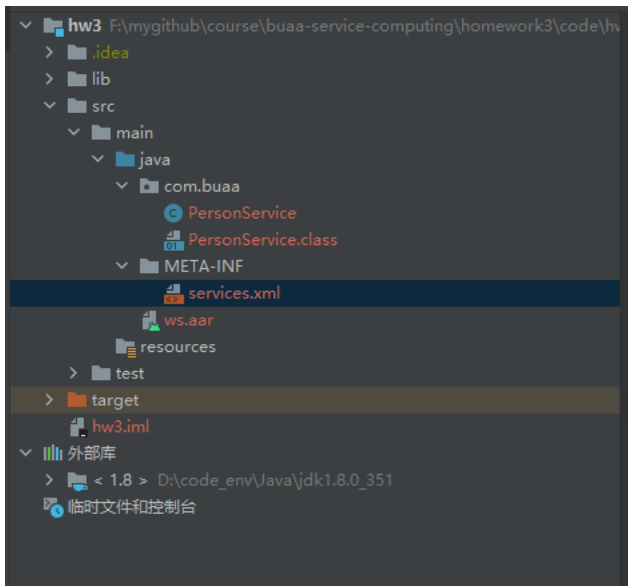 hw3 F:\mygithub\course\buaa-service-computing\homework3\code\hw
.idea
lib
src
main
java
com.buaa
PersonService
PersonService.class
META-INF
services.xml
ws.aar
resources
test
target
hw3.iml
外部库
< 1.8 > D:\code_env\Java\jdk1.8.0_351
临时文件和控制台